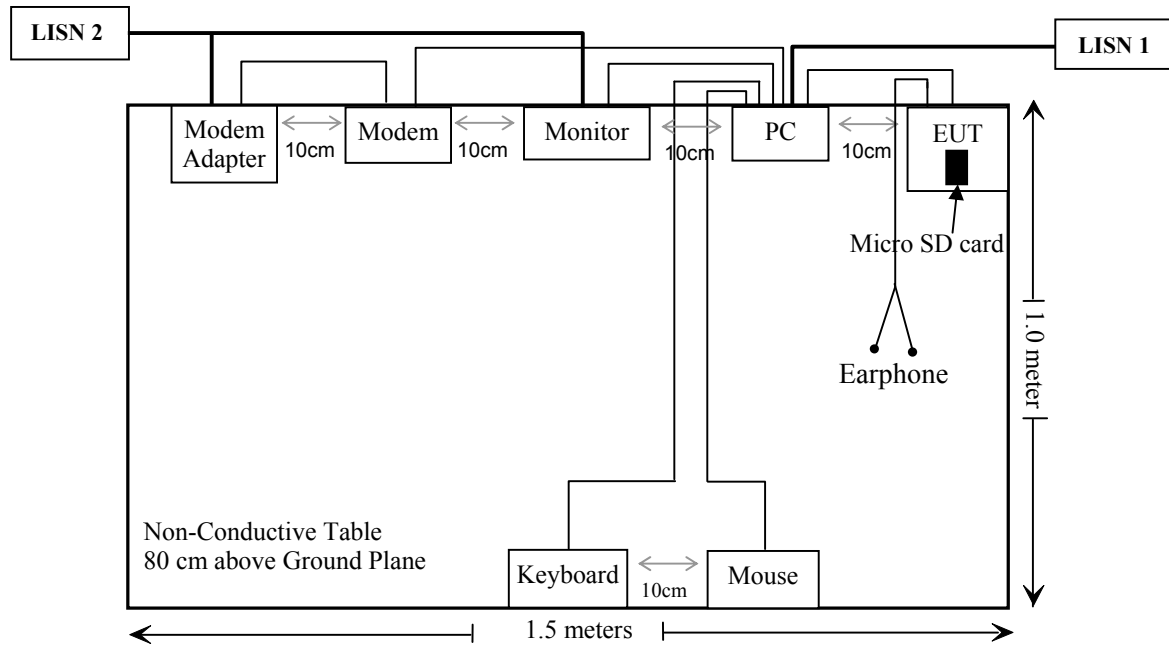 LISN 2
LISN 1
Modem
Adapter
10cm
Modem
10cm
Monitor
10cm
PC
10cm
EUT
Micro SD card
Earphone
1.0 meter
Non-Conductive Table
80 cm above Ground Plane
Keyboard
10cm
Mouse
1.5 meters